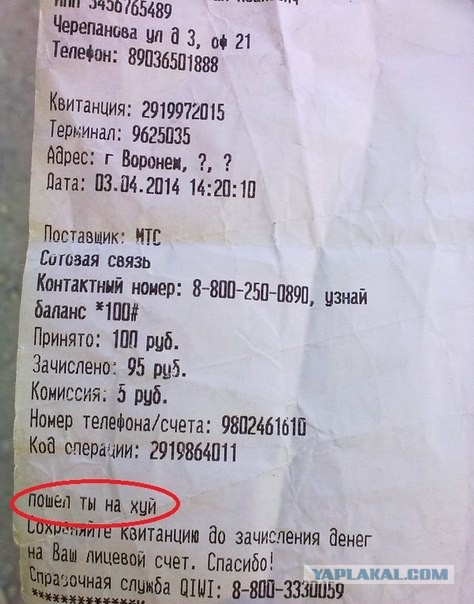 ИНН 5456765489
Черепанова ул д 3, оф 21
Телефон: 89036501888
Квитанция: 2919972015
Терминал: 9625035
Адрес: г Воронеж, ?, ?
Дата: 03.04.2014 14:20:10
Поставщик: МТС
Сотовая связь
Контактный номер: 8-800-250-0890, узнай
баланс *100#
Принято: 100 руб.
Зачислено: 95 руб.
Комиссия: 5 руб.
Номер телефона/счета: 9802461610
Код операции: 2919864011
пошел ты на хуй
Сохраняйте квитанцию до зачисления денег
на Ваш лицевой счет. Спасибо!
Справочная служба QIWI: 8-800-3330059
YAPLAKAL.COM